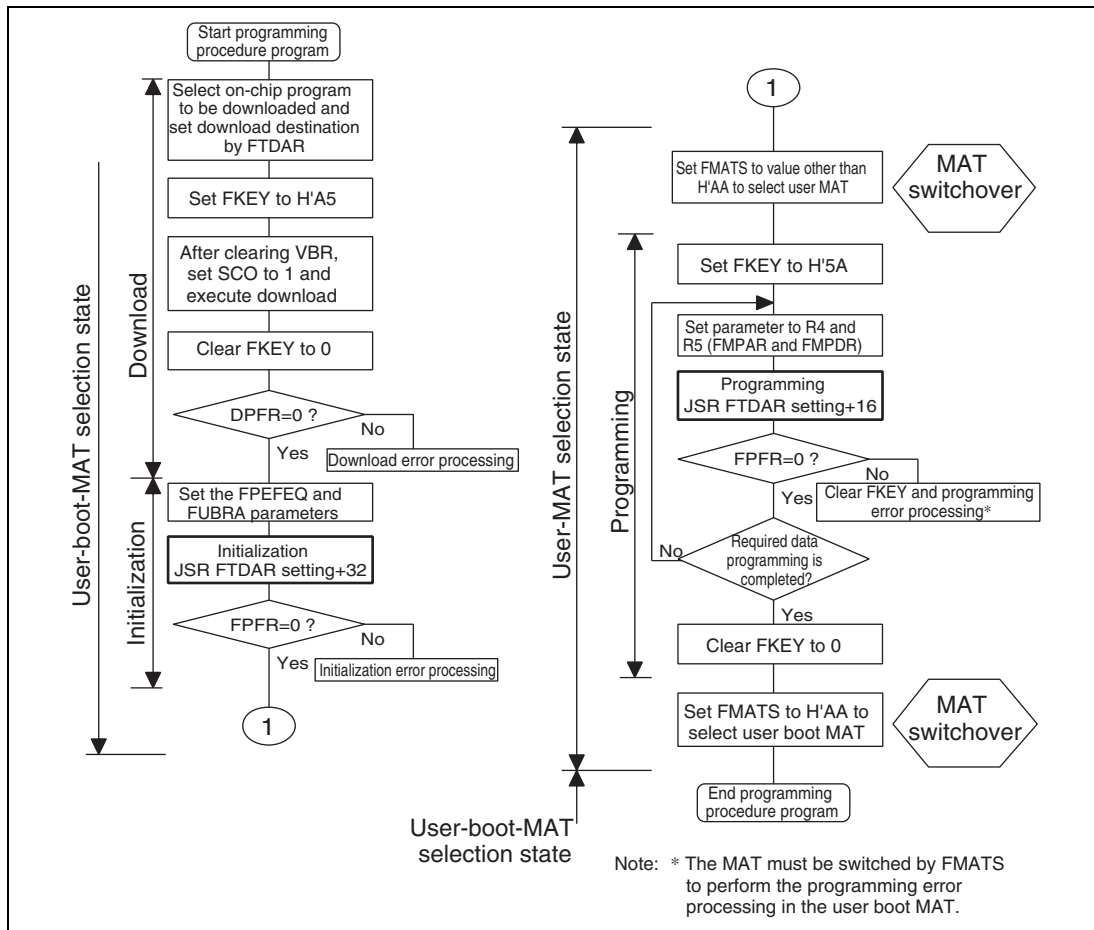 Start programming
procedure program
Select on-chip program
to be downloaded and
set download destination
by FTDAR
Set FKEY to H'A5
After clearing VBR,
set SCO to 1 and
execute download
Clear FKEY to 0
DPFR=0 ?
No
Yes
Download error processing
Set the FPEFEQ and
FUBRA parameters
Initialization
JSR FTDAR setting+32
FPFR=0 ?
No
Yes
Initialization error processing
1
Download
Initialization
User-boot-MAT selection state
1
Set FMATS to value other than
H'AA to select user MAT
MAT
switchover
Set FKEY to H'5A
Set parameter to R4 and
R5 (FMPAR and FMPDR)
Programming
JSR FTDAR setting+16
FPFR=0 ?
No
Yes
Clear FKEY and programming
error processing*
Required data
programming is
completed?
No
Yes
Clear FKEY to 0
Set FMATS to H'AA to
select user boot MAT
MAT
switchover
End programming
procedure program
Programming
User-MAT selection state
User-boot-MAT
selection state
Note: * The MAT must be switched by FMATS
to perform the programming error
processing in the user boot MAT.